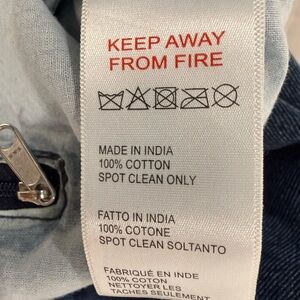 KEEP AWAY
FROM FIRE
MADE IN INDIA
100% COTTON
SPOT CLEAN ONLY
FATTO IN INDIA
100% COTONE
SPOT CLEAN SOLTANTO
FABRIQUÉ EN INDE
100% COTON
NETTOYER LES
TACHES SEULEMENT